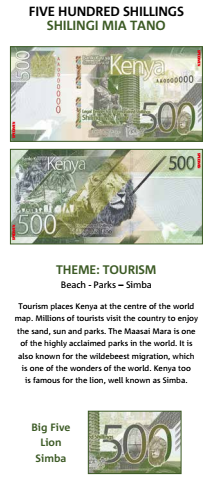 FIVE HUNDRED SHILLINGS
SHILINGI MIA TANO
500
Kenya
AA0000000
AA0000000
500
Kenya
500
500
THEME: TOURISM
Beach - Parks – Simba
Tourism places Kenya at the centre of the world
map. Millions of tourists visit the country to enjoy
the sand, sun and parks. The Maasai Mara is one
of the highly acclaimed parks in the world. It is
also known for the wildebeest migration, which
is one of the wonders of the world. Kenya too
is famous for the lion, well known as Simba.
Big Five
Lion
Simba
500